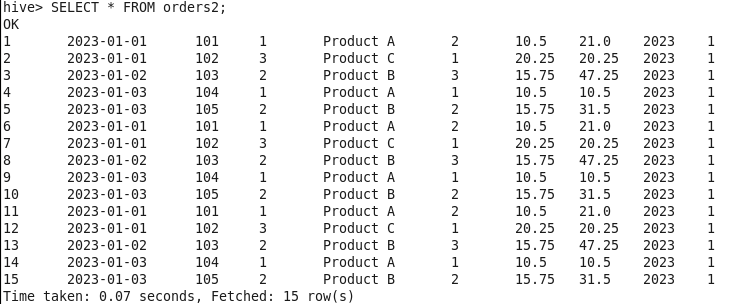 hive> SELECT * FROM orders2;
OK
1 2023-01-01 101 1 Product A 2 10.5 21.0 2023 1
2 2023-01-01 102 3 Product C 1 20.25 20.25 2023 1
3 2023-01-02 103 2 Product B 3 15.75 47.25 2023 1
4 2023-01-03 104 1 Product A 1 10.5 10.5 2023 1
5 2023-01-03 105 2 Product B 2 15.75 31.5 2023 1
6 2023-01-01 101 1 Product A 2 10.5 21.0 2023 1
7 2023-01-01 102 3 Product C 1 20.25 20.25 2023 1
8 2023-01-02 103 2 Product B 3 15.75 47.25 2023 1
9 2023-01-03 104 1 Product A 1 10.5 10.5 2023 1
10 2023-01-03 105 2 Product B 2 15.75 31.5 2023 1
11 2023-01-01 101 1 Product A 2 10.5 21.0 2023 1
12 2023-01-01 102 3 Product C 1 20.25 20.25 2023 1
13 2023-01-02 103 2 Product B 3 15.75 47.25 2023 1
14 2023-01-03 104 1 Product A 1 10.5 10.5 2023 1
15 2023-01-03 105 2 Product B 2 15.75 31.5 2023 1
Time taken: 0.07 seconds, Fetched: 15 row(s)